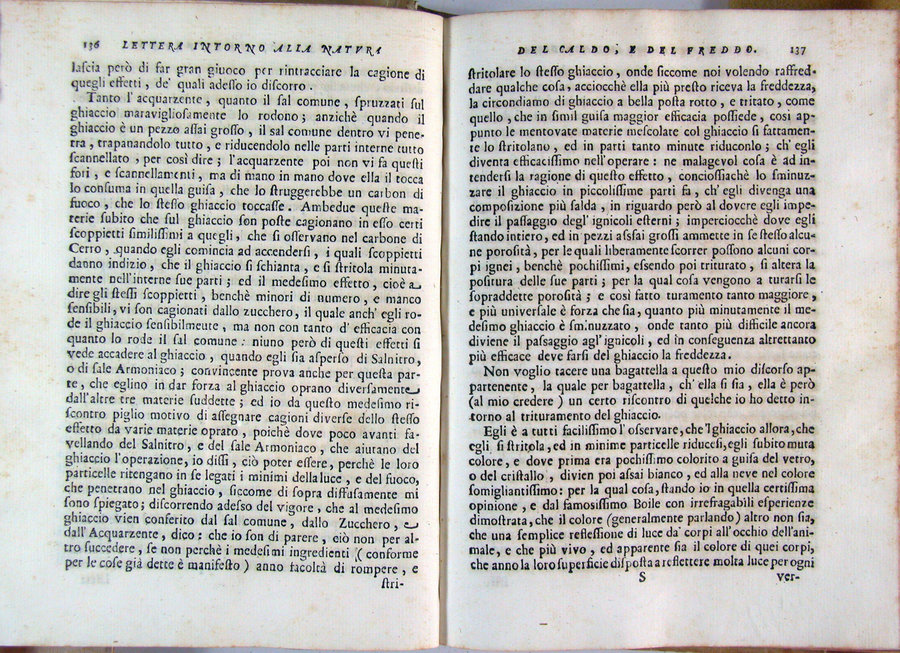 136 LETTERA INTORNO ALLA NATVRA
lascia però di far gran giuoco per rintracciare la cagione di
quegli effetti, de' quali adesso io discorro.
Tanto l'acquarzente, quanto il sal comune, spruzzati sul
ghiaccio maravigliosamente lo rodono; anzichè quando il
ghiaccio è un pezzo assai grosso, il sal comune dentro vi pene-
tra, trapanandolo tutto, e riducendolo nelle parti interne tutto
scannellato, per così dire; l'acquarzente poi non vi fa questi
fori, e scannellamenti, ma di mano in mano dove ella il tocca
lo consuma in quella guisa, che lo struggerebbe un carbon di
fuoco, che lo stesso ghiaccio toccasse. Ambedue queste ma-
terie subito che sul ghiaccio son poste cagionano in esso certi
scoppietti similissimi a quegli, che si osservano nel carbone di
Cerro, quando egli comincia ad accendersi, i quali scoppietti
danno indizio, che il ghiaccio si schianta, e si stritola minuta-
mente nell'interne sue parti; ed il medesimo effetto, cioè a
dire gli stessi scoppietti, benchè minori di numero, e manco
sensibili, vi son cagionati dallo zucchero, il quale anch' egli ro-
de il ghiaccio sensibilmeute, ma non con tanto d' efficacia con
quanto lo rode il sal comune: niuno però di questi effetti si
vede accadere al ghiaccio, quando egli sia asperso di Salnitro,
o di sale Armoniaco; convincente prova anche per questa par-
te, che eglino in dar forza al ghiaccio oprano diversamente
dall'altre tre materie suddette; ed io da questo medesimo ri-
scontro piglio motivo di assegnare cagioni diverse dello stesso
effetto da varie materie oprato, poichè dove poco avanti fa-
vellando del Salnitro, e del sale Armoniaco, che aiutano del
ghiaccio l'operazione, io dissi, ciò poter essere, perchè le loro
particelle ritengano in se legati i minimi della luce, e del fuoco,
che penetrano nel ghiaccio, siccome di sopra diffusamente mi
sono spiegato; discorrendo adesso del vigore, che al medesimo
ghiaccio vien conferito dal sal comune, dallo Zucchero, e
dall'Acquarzente, dico: che io son di parere, ciò non per al-
tro succedere, se non perchè i medesimi ingredienti (conforme
per le cose già dette è manifesto) anno facoltà di rompere, e
stri-
DEL CALDO, E DEL FREDDO. 137
stritolare lo stesso ghiaccio, onde siccome noi volendo raffred-
dare qualche cosa, acciocchè ella più presto riceva la freddezza,
la circondiamo di ghiaccio a bella posta rotto, e tritato, come
quello, che in simil guisa maggior efficacia possiede, così ap-
punto le mentovate materie mescolate col ghiaccio si fattamen-
te lo stritolano, ed in parti tanto minute riduconlo; ch' egli
diventa efficacissimo nell'operare: ne malagevol cosa è ad in-
tendersi la ragione di questo effetto, conciossiachè lo sminuz-
zare il ghiaccio in piccolissime parti fa, ch' egli divenga una
composizione più salda, in riguardo però al dovere egli impe-
dire il passaggio degl' ignicoli esterni; imperciocchè dove egli
stando intiero, ed in pezzi assai grossi ammette in se stesso alcu-
ne porosità, per le quali liberamente scorrer possono alcuni cor-
pi ignei, benchè pochissimi, essendo poi triturato, si altera la
positura delle sue parti; per la qual cosa vengono a turarsi le
sopraddette porosità; e così fatto turamento tanto maggiore,
e più universale è forza che sia, quanto più minutamente il me-
desimo ghiaccio è sminuzzato, onde tanto più difficile ancora
diviene il passaggio agl'ignicoli, ed in conseguenza altrettanto
più efficace deve farsi del ghiaccio la freddezza.
Non voglio tacere una bagattella a questo mio discorso ap-
partenente, la quale per bagattella, ch' ella si sia, ella è però
(al mio credere) un certo riscontro di quelche io ho detto in-
torno al trituramento del ghiaccio.
Egli è a tutti facilissimo l'osservare, che 'l ghiaccio allora, che
egli si stritola, ed in minime particelle riducesi, egli subito muta
colore, e dove prima era pochissimo colorito a guisa del vetro,
o del cristallo, divien poi assai bianco, ed alla neve nel colore
somigliantissimo: per la qual cosa, stando io in quella certissima
opinione, e dal famosissimo Boile con irrefragabili esperienze
dimostrata, che il colore (generalmente parlando) altro non sia,
che una semplice reflessione di luce da' corpi all'occhio dell'ani-
male, e che più vivo, ed apparente sia il colore di quei corpi,
che anno la loro superficie disposta a reflettere molta luce per ogni
S ver-